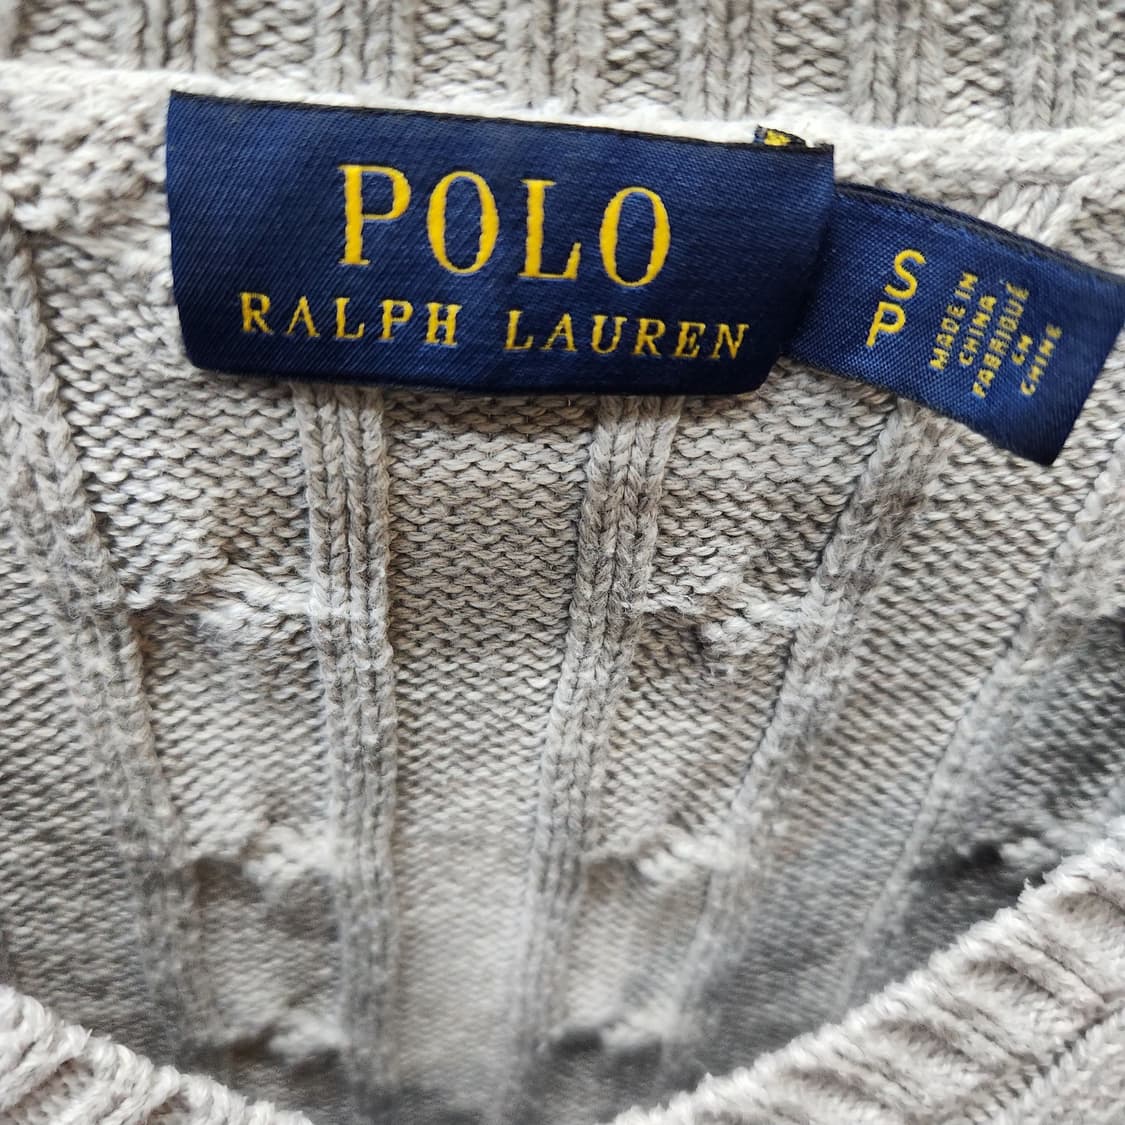 POLO
RALPH LAUREN
S
P
MADE IN
CHINA
FABRIQUÉ
EN
CHINE